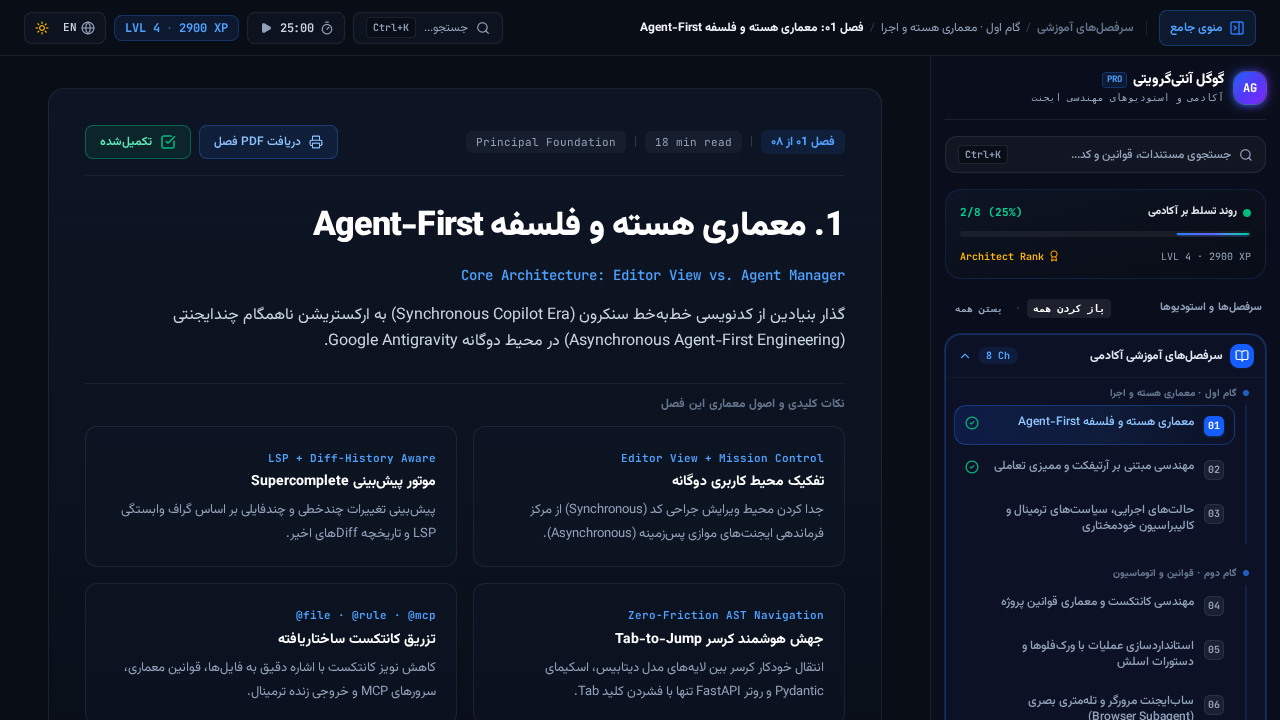 منوی جامع
سرفصل‌های آموزشی / گام اول · معماری هسته و اجرا / فصل ۰۱: معماری هسته و فلسفه Agent-First
جستجو... Ctrl+K
25:00
LVL 4 · 2900 XP
EN
AG
گوگل آنتی‌گرویتی PRO
آکادمی و استودیوهای مهندسی ایجنت
جستجوی مستندات، قوانین و کد... Ctrl+K
روند تسلط بر آکادمی 2/8 (25%)
LVL 4 · 2900 XP Architect Rank
سرفصل‌ها و استودیوها باز کردن همه · بستن همه
سرفصل‌های آموزشی آکادمی 8 Ch
گام اول · معماری هسته و اجرا
01 معماری هسته و فلسفه Agent-First
02 مهندسی مبتنی بر آرتیفکت و ممیزی تعاملی
03 حالت‌های اجرایی، سیاست‌های ترمینال و
کالیبراسیون خودمختاری
گام دوم · قوانین و اتوماسیون
04 مهندسی کانتکست و معماری قوانین پروژه
05 استانداردسازی عملیات با ورک‌فلوها و
دستورات اسلش
06 ساب‌ایجنت مرورگر و تله‌متری بصری
(Browser Subagent)
فصل ۰۱ از ۰۸ | 18 min read | Principal Foundation
دریافت PDF فصل
تکمیل‌شده
1. معماری هسته و فلسفه Agent-First
Core Architecture: Editor View vs. Agent Manager
گذار بنیادین از کدنویسی خط‌به‌خط سنکرون (Synchronous Copilot Era) به ارکستریشن ناهمگام چندایجنتی
(Asynchronous Agent-First Engineering) در محیط دوگانه Google Antigravity.
نکات کلیدی و اصول معماری این فصل
Editor View + Mission Control
تفکیک محیط کاربری دوگانه
جدا کردن محیط ویرایش جراحی کد (Synchronous) از مرکز
فرماندهی ایجنت‌های موازی پس‌زمینه (Asynchronous).
LSP + Diff-History Aware
موتور پیش‌بینی Supercomplete
پیش‌بینی تغییرات چندخطی و چندفایلی بر اساس گراف وابستگی
LSP و تاریخچه Diffهای اخیر.
Zero-Friction AST Navigation
جهش هوشمند کرسر Tab-to-Jump
انتقال خودکار کرسر بین لایه‌های مدل دیتابیس، اسکیمای
Pydantic و روتر FastAPI تنها با فشردن کلید Tab.
@file · @rule · @mcp
تزریق کانتکست ساختاریافته
کاهش نویز کانتکست با اشاره دقیق به فایل‌ها، قوانین معماری،
سرورهای MCP و خروجی زنده ترمینال.